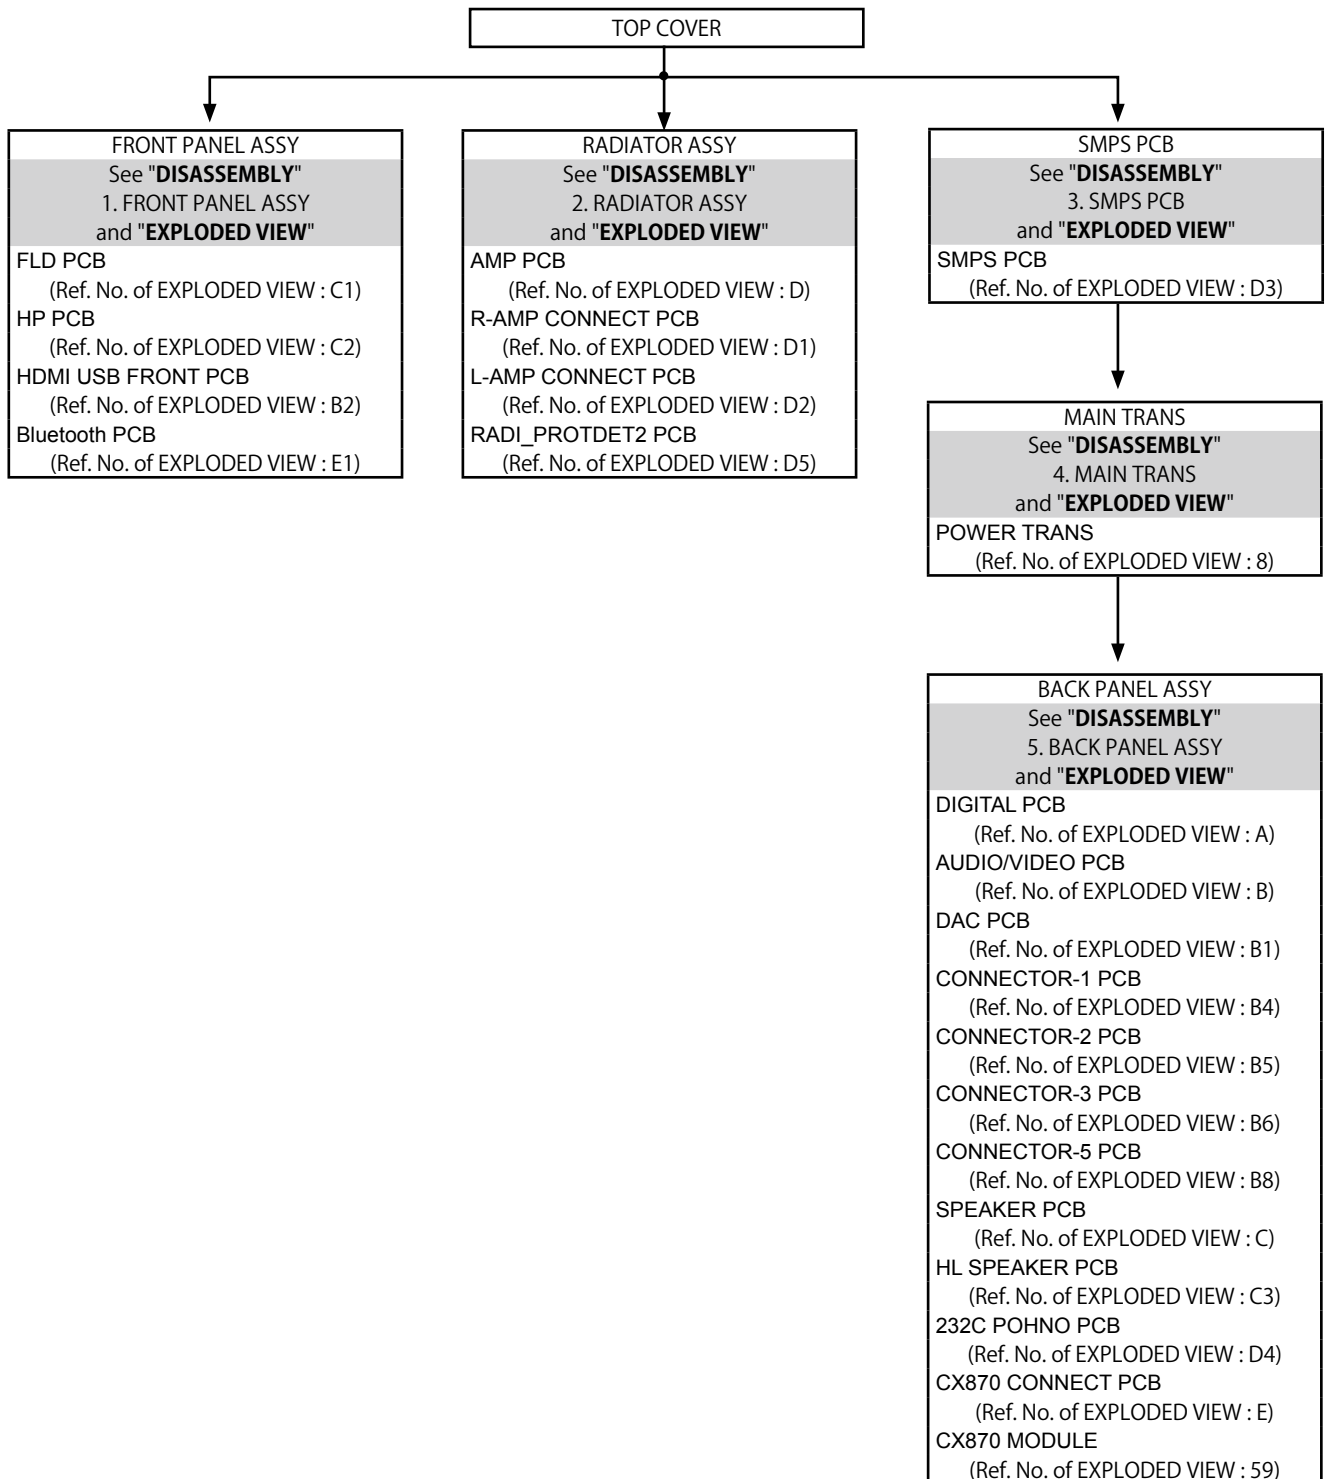 TOP COVER
FRONT PANEL ASSY
See "DISASSEMBLY"
1. FRONT PANEL ASSY
and "EXPLODED VIEW"
FLD PCB
(Ref. No. of EXPLODED VIEW : C1)
HP PCB
(Ref. No. of EXPLODED VIEW : C2)
HDMI USB FRONT PCB
(Ref. No. of EXPLODED VIEW : B2)
Bluetooth PCB
(Ref. No. of EXPLODED VIEW : E1)
RADIATOR ASSY
See "DISASSEMBLY"
2. RADIATOR ASSY
and "EXPLODED VIEW"
AMP PCB
(Ref. No. of EXPLODED VIEW : D)
R-AMP CONNECT PCB
(Ref. No. of EXPLODED VIEW : D1)
L-AMP CONNECT PCB
(Ref. No. of EXPLODED VIEW : D2)
RADI_PROTDET2 PCB
(Ref. No. of EXPLODED VIEW : D5)
SMPS PCB
See "DISASSEMBLY"
3. SMPS PCB
and "EXPLODED VIEW"
SMPS PCB
(Ref. No. of EXPLODED VIEW : D3)
MAIN TRANS
See "DISASSEMBLY"
4. MAIN TRANS
and "EXPLODED VIEW"
POWER TRANS
(Ref. No. of EXPLODED VIEW : 8)
BACK PANEL ASSY
See "DISASSEMBLY"
5. BACK PANEL ASSY
and "EXPLODED VIEW"
DIGITAL PCB
(Ref. No. of EXPLODED VIEW : A)
AUDIO/VIDEO PCB
(Ref. No. of EXPLODED VIEW : B)
DAC PCB
(Ref. No. of EXPLODED VIEW : B1)
CONNECTOR-1 PCB
(Ref. No. of EXPLODED VIEW : B4)
CONNECTOR-2 PCB
(Ref. No. of EXPLODED VIEW : B5)
CONNECTOR-3 PCB
(Ref. No. of EXPLODED VIEW : B6)
CONNECTOR-5 PCB
(Ref. No. of EXPLODED VIEW : B8)
SPEAKER PCB
(Ref. No. of EXPLODED VIEW : C)
HL SPEAKER PCB
(Ref. No. of EXPLODED VIEW : C3)
232C POHNO PCB
(Ref. No. of EXPLODED VIEW : D4)
CX870 CONNECT PCB
(Ref. No. of EXPLODED VIEW : E)
CX870 MODULE
(Ref. No. of EXPLODED VIEW : 59)